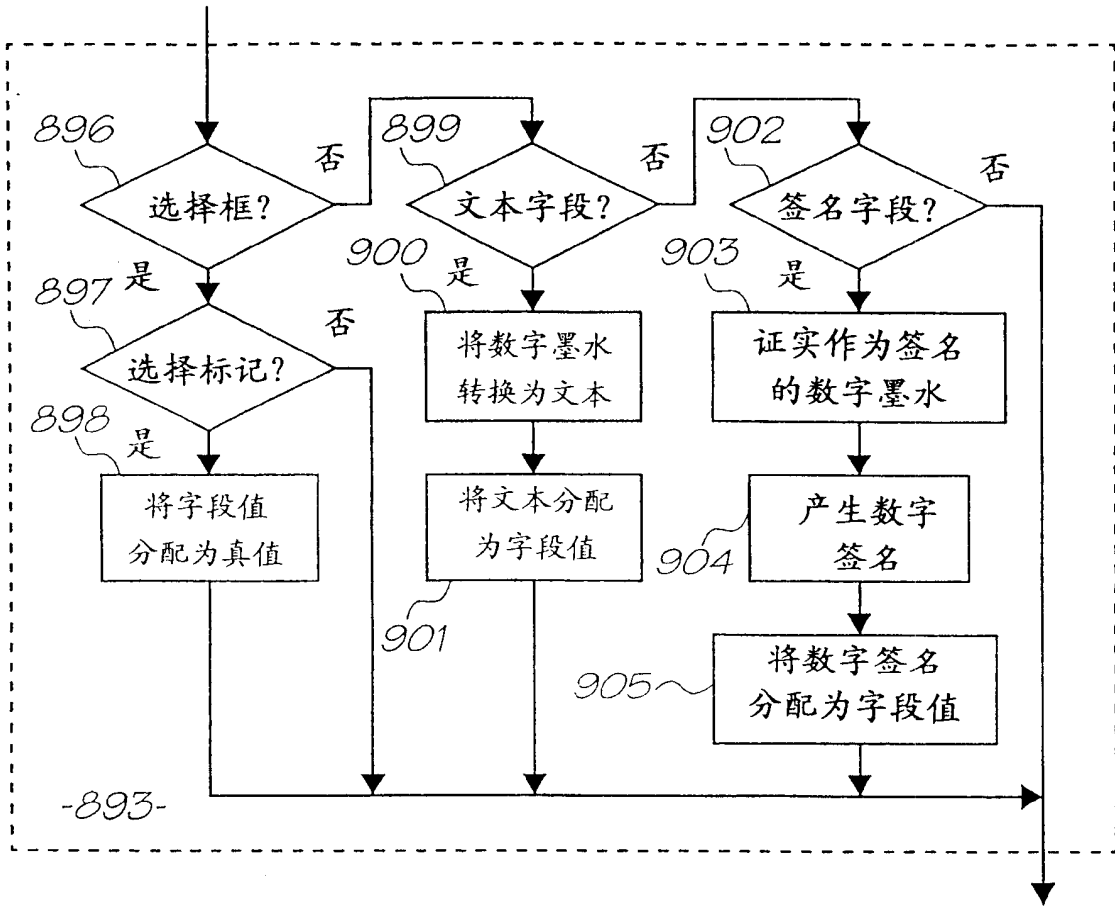 896
否
899
否
902
否
选择框？
文本字段？
签名字段？
897
是
900
是
903
是
否
选择标记？
将数字墨水
转换为文本
证实作为签名
的数字墨水
898
是
将字段值
分配为真值
将文本分配
为字段值
901
产生数字
签名
904
将数字签名
分配为字段值
905
-893-